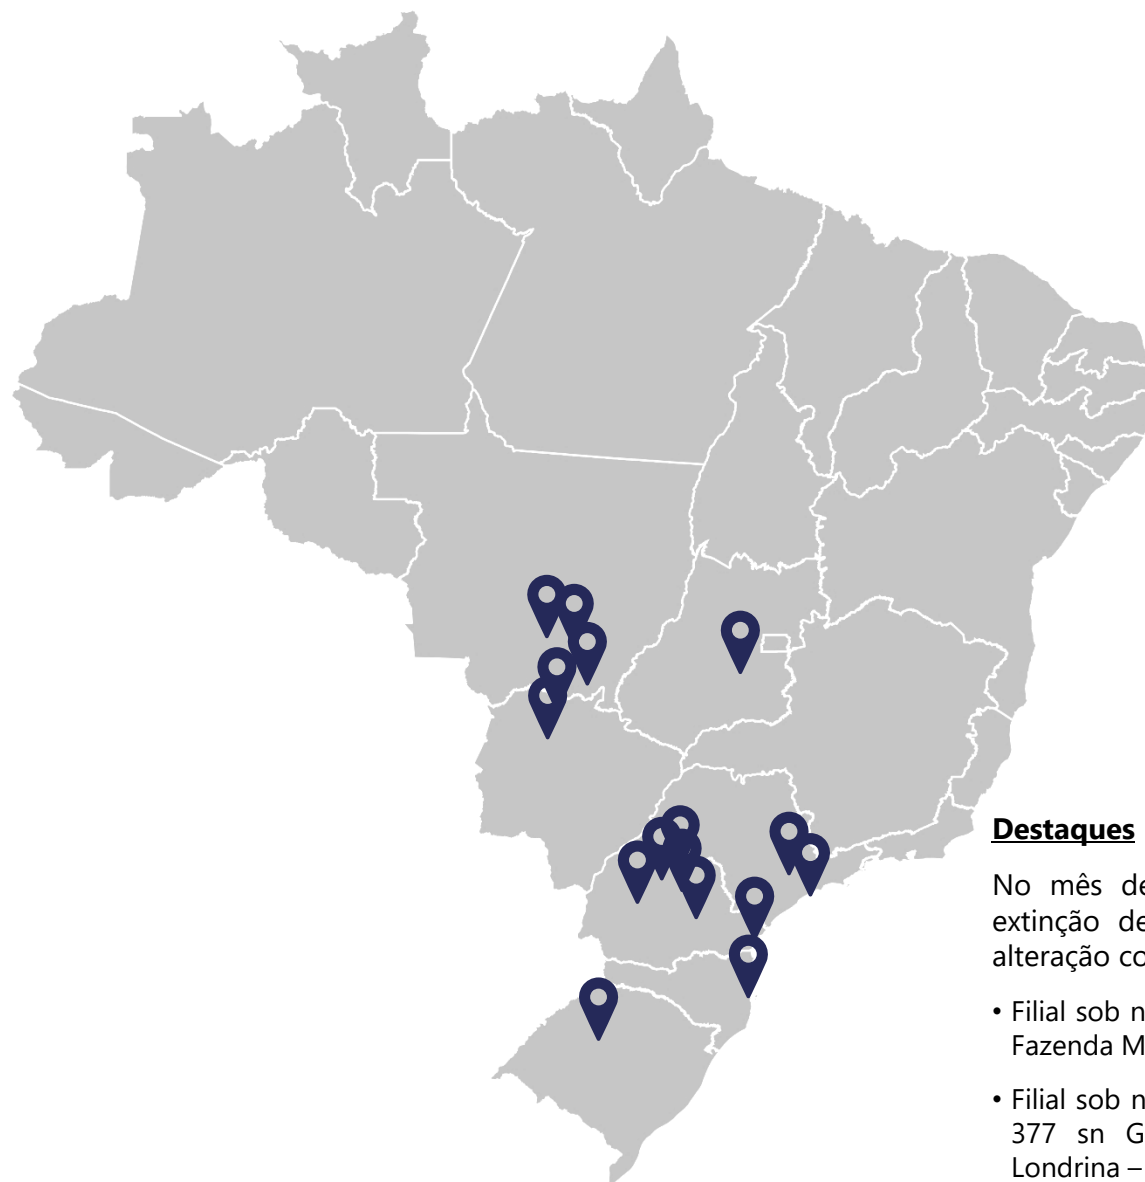 Destaques
No mês de
extinção de
alteração co
• Filial sob n
Fazenda M
• Filial sob n
377 sn G
Londrina –